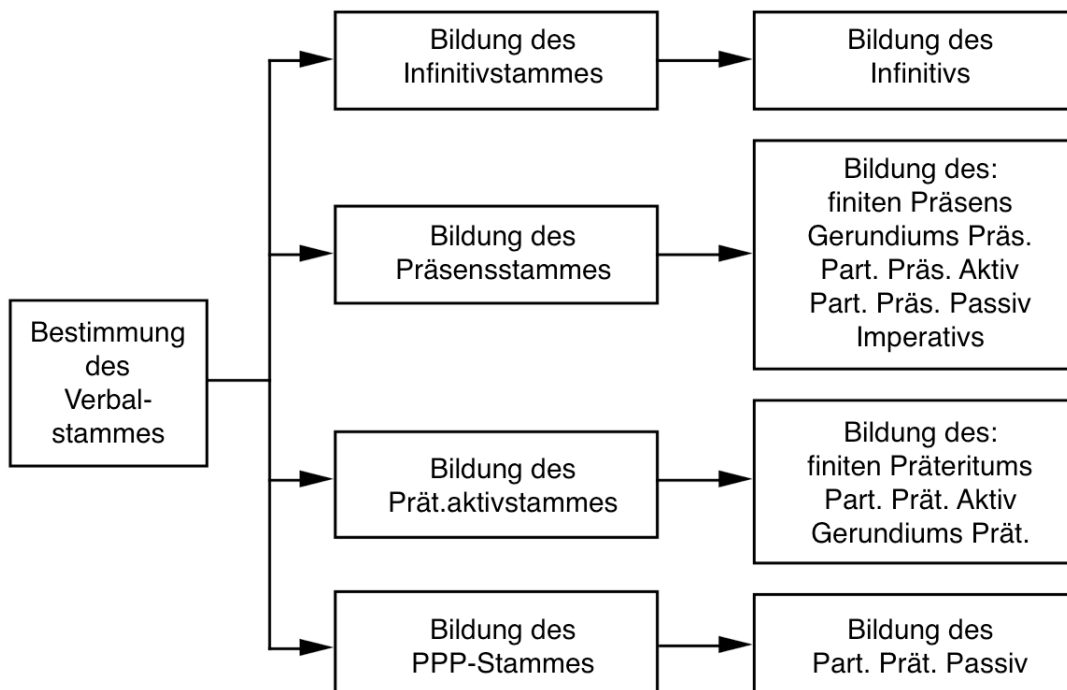 Bestimmung
des
Verbal-
stammes
Bildung des
Infinitivstammes
Bildung des
Infinitivs
Bildung des
Präsensstammes
Bildung des:
finiten Präsens
Gerundiums Präs.
Part. Präs. Aktiv
Part. Präs. Passiv
Imperativs
Bildung des
Prät.aktivstammes
Bildung des:
finiten Präteritums
Part. Prät. Aktiv
Gerundiums Prät.
Bildung des
PPP-Stammes
Bildung des
Part. Prät. Passiv